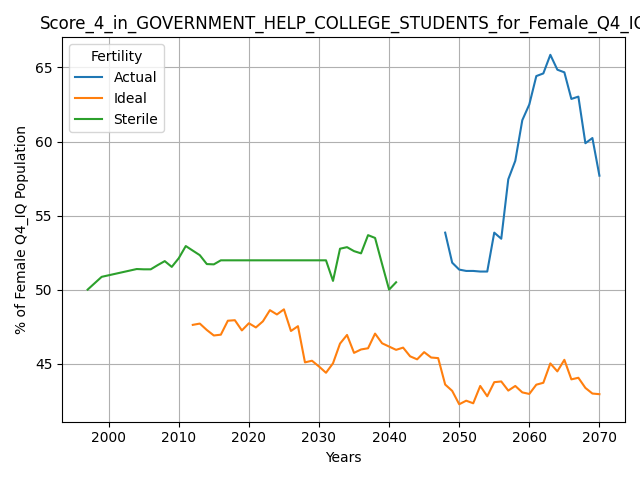 Score_4_in_GOVERNMENT_HELP_COLLEGE_STUDENTS_for_Female_Q4_IQ
Fertility
Actual
Ideal
Sterile
% of Female Q4_IQ Population
65
60
55
50
45
2000 2010 2020 2030 2040 2050 2060 2070
Years